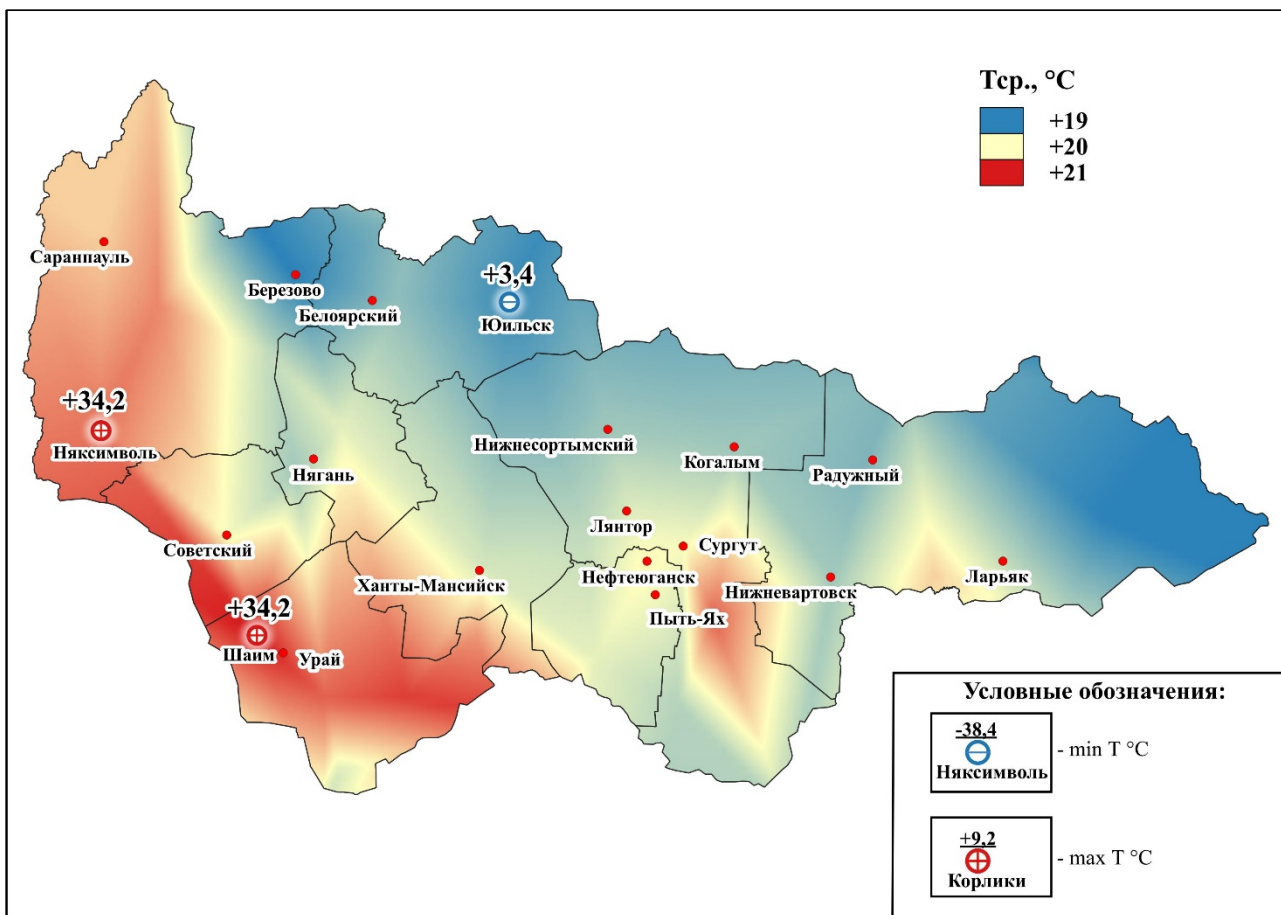 Тср., °C
+19
+20
+21
Саранпауль
Березово
Белоярский
+3,4
Юильск
+34,2
Няксимволь
Нягань
Нижнесортымский
Когалым
Радужный
Советский
Лянтор
Сургут
Ханты-Мансийск
Нефтеюганск
Нижневартовск
Ларьяк
Пыть-Ях
+34,2
Шаим
Урай
Условные обозначения:
-38,4
Няксимволь
- min T °C
+9,2
Корлики
- max T °C